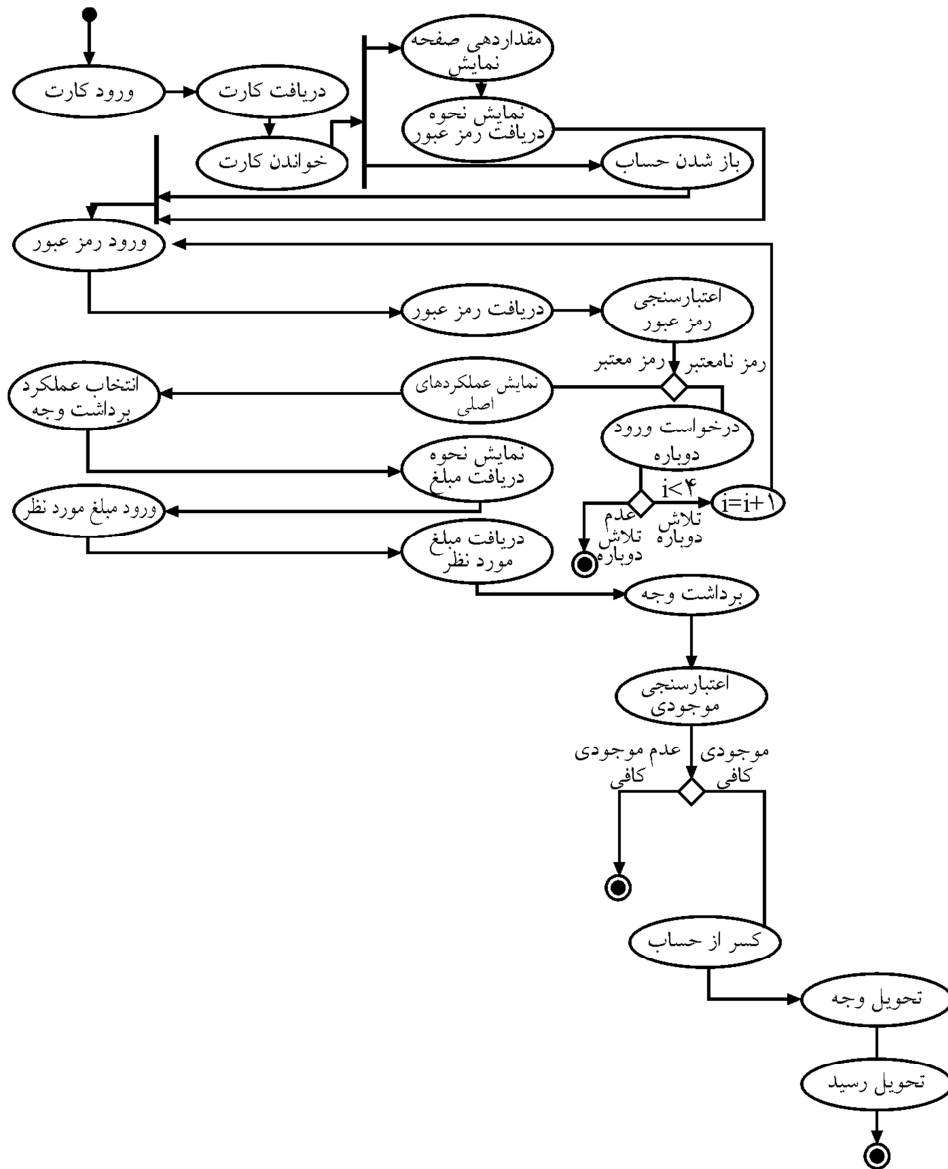 مقداردهی صفحه
نمایش
ورود کارت
دریافت کارت
نمایش نحوه
دریافت رمز عبور
خواندن کارت
باز شدن حساب
ورود رمز عبور
دریافت رمز عبور
اعتبارسنجی
رمز عبور
رمز نامعتبر
رمز معتبر
نمایش عملکردهای
اصلی
انتخاب عملکرد
برداشت وجه
درخواست ورود
دوباره
نمایش نحوه
دریافت مبلغ
i<۴
i=i+۱
تلاش
دوباره
عدم
تلاش
دوباره
ورود مبلغ مورد نظر
دریافت مبلغ
مورد نظر
برداشت وجه
اعتبارسنجی
موجودی
موجودی
کافی
عدم موجودی
کافی
کسر از حساب
تحویل وجه
تحویل رسید